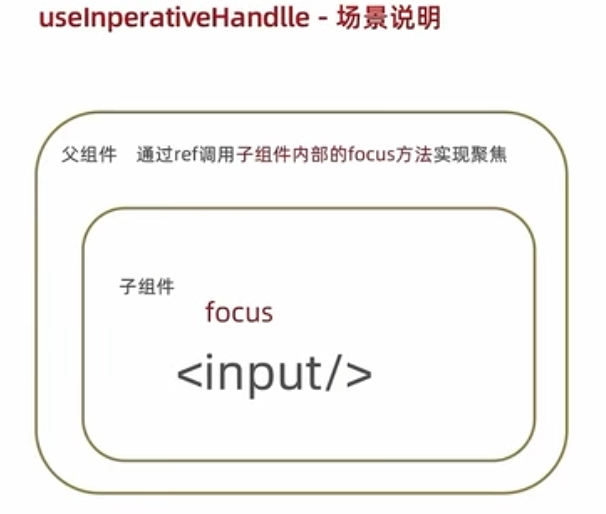 useInperativeHandlle - 场景说明
父组件 通过ref调用子组件内部的focus方法实现聚焦
子组件
focus
<input/>